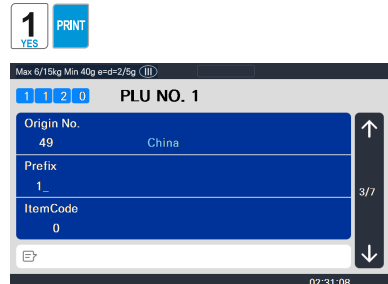 1 PRINT
YES
Max 6/15kg Min 40g e=d=2/5g III
1 1 2 0 PLU NO. 1
Origin No.
49 China
Prefix
1_
3/7
ItemCode
0
02:31:08